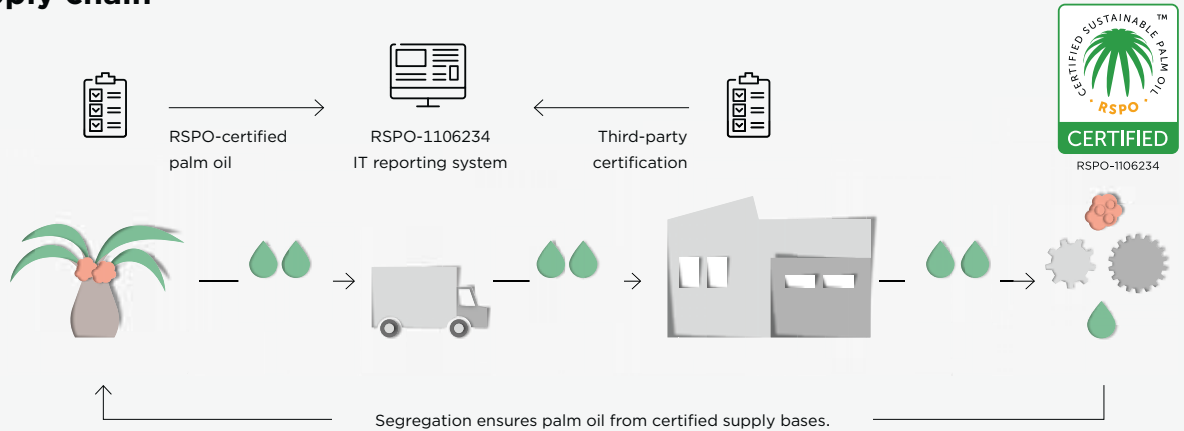 RSPO-certified
palm oil
RSPO-1106234
IT reporting system
Third-party
certification
CERTIFIED SUSTAINABLE PALM OIL ™
· RSPO ·
CERTIFIED
RSPO-1106234
Segregation ensures palm oil from certified supply bases.